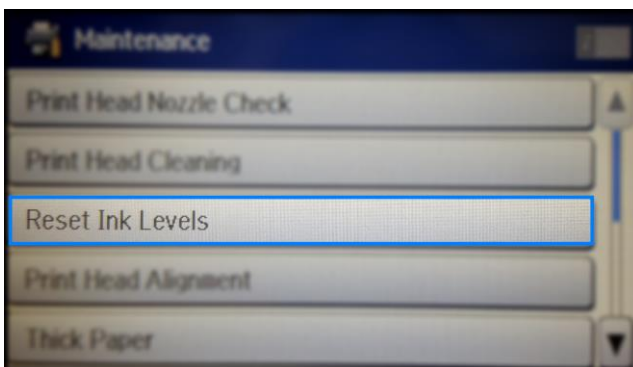 Maintenance
Print Head Nozzle Check
Print Head Cleaning
Reset Ink Levels
Print Head Alignment
Thick Paper